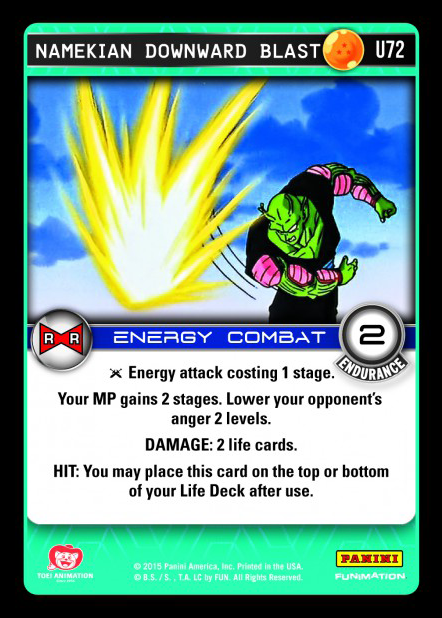 NAMEKIAN DOWNWARD BLAST U72
R R
ENERGY COMBAT
2
ENDURANCE
Energy attack costing 1 stage.
Your MP gains 2 stages. Lower your opponent's
anger 2 levels.
DAMAGE: 2 life cards.
HIT: You may place this card on the top or bottom
of your Life Deck after use.
TOEI ANIMATION
© 2015 Panini America, Inc. Printed in the USA.
© B.S. / S. , T.A. LC by FUN. All Rights Reserved.
PANINI
FUNIMATION